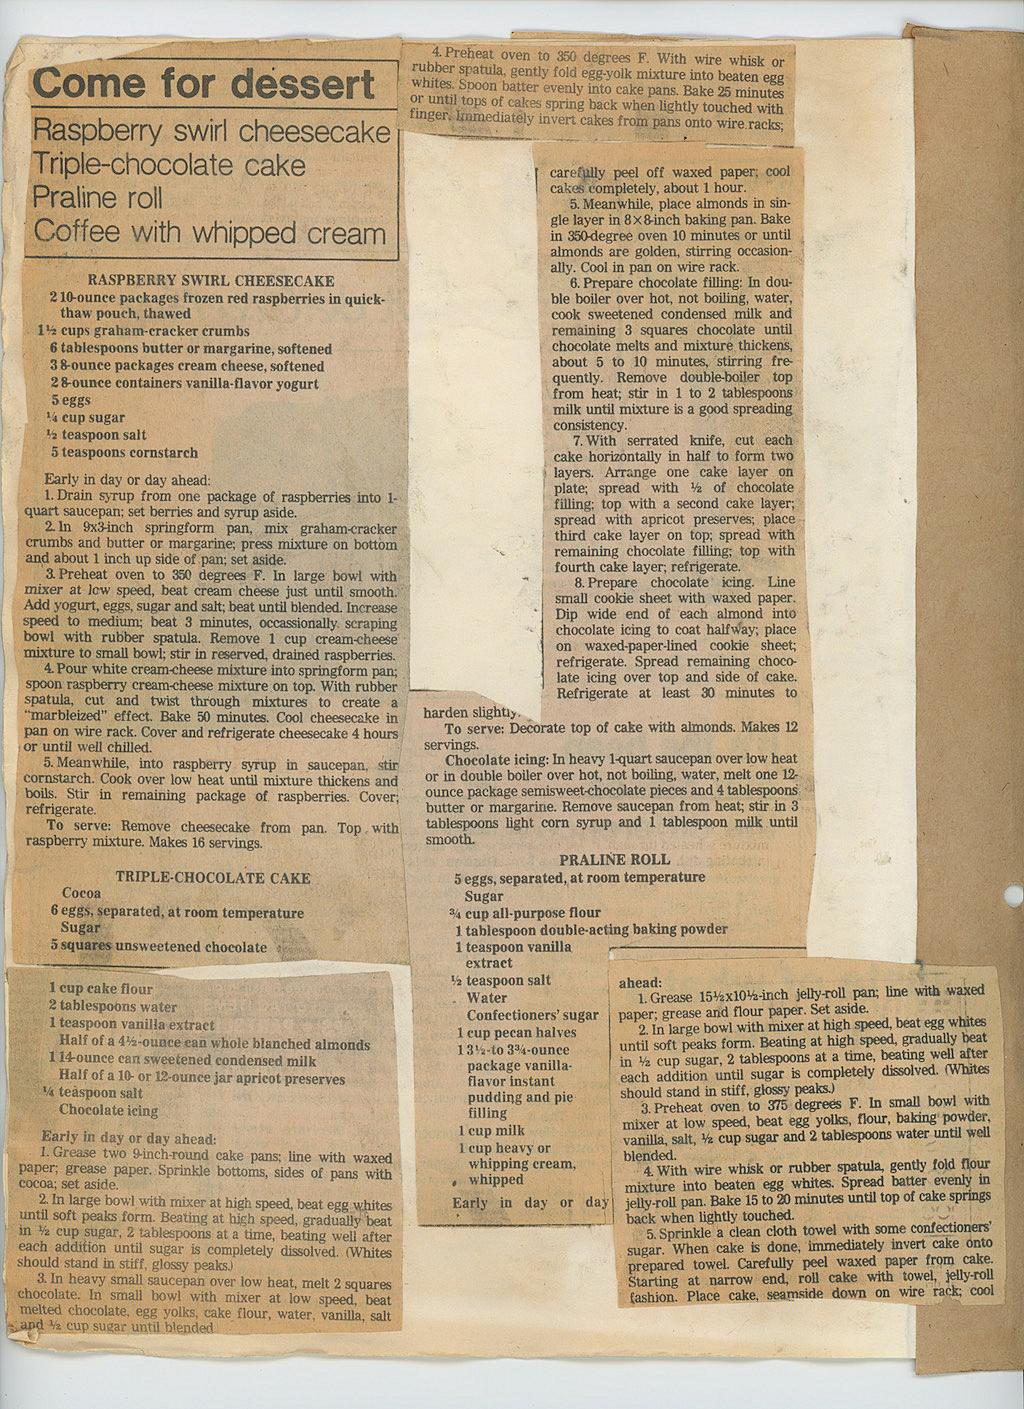 Come for dessert
Raspberry swirl cheesecake
Triple-chocolate cake
Praline roll
Coffee with whipped cream
RASPBERRY SWIRL CHEESECAKE
2 10-ounce packages frozen red raspberries in quick-
thaw pouch, thawed
1½ cups graham-cracker crumbs
6 tablespoons butter or margarine, softened
3 8-ounce packages cream cheese, softened
2 8-ounce containers vanilla-flavor yogurt
5 eggs
¼ cup sugar
½ teaspoon salt
5 teaspoons cornstarch
Early in day or day ahead:
1. Drain syrup from one package of raspberries into 1-
quart saucepan; set berries and syrup aside.
2. In 9x3-inch springform pan, mix graham-cracker
crumbs and butter or margarine; press mixture on bottom
and about 1 inch up side of pan; set aside.
3. Preheat oven to 350 degrees F. In large bowl with
mixer at low speed, beat cream cheese just until smooth.
Add yogurt, eggs, sugar and salt; beat until blended. Increase
speed to medium; beat 3 minutes, occassionally scraping
bowl with rubber spatula. Remove 1 cup cream-cheese
mixture to small bowl; stir in reserved, drained raspberries.
4. Pour white cream-cheese mixture into springform pan;
spoon raspberry cream-cheese mixture on top. With rubber
spatula, cut and twist through mixtures to create a
"marbleized" effect. Bake 50 minutes. Cool cheesecake in
pan on wire rack. Cover and refrigerate cheesecake 4 hours
or until well chilled.
5. Meanwhile, into raspberry syrup in saucepan, stir
cornstarch. Cook over low heat until mixture thickens and
boils. Stir in remaining package of raspberries. Cover;
refrigerate.
To serve: Remove cheesecake from pan. Top with
raspberry mixture. Makes 16 servings.
TRIPLE-CHOCOLATE CAKE
Cocoa
6 eggs, separated, at room temperature
Sugar
5 squares unsweetened chocolate
1 cup cake flour
2 tablespoons water
1 teaspoon vanilla extract
Half of a 4½-ounce can whole blanched almonds
1 14-ounce can sweetened condensed milk
Half of a 10- or 12-ounce jar apricot preserves
¼ teaspoon salt
Chocolate icing
Early in day or day ahead:
1. Grease two 9-inch-round cake pans; line with waxed
paper; grease paper. Sprinkle bottoms, sides of pans with
cocoa; set aside.
2. In large bowl with mixer at high speed, beat egg whites
until soft peaks form. Beating at high speed, gradually beat
in ½ cup sugar, 2 tablespoons at a time, beating well after
each addition until sugar is completely dissolved. (Whites
should stand in stiff, glossy peaks.)
3. In heavy small saucepan over low heat, melt 2 squares
chocolate. In small bowl with mixer at low speed, beat
melted chocolate, egg yolks, cake flour, water, vanilla, salt
and ½ cup sugar until blended
4. Preheat oven to 350 degrees F. With wire whisk or
rubber spatula, gently fold egg-yolk mixture into beaten egg
whites. Spoon batter evenly into cake pans. Bake 25 minutes
or until tops of cakes spring back when lightly touched with
finger. Immediately invert cakes from pans onto wire racks;
carefully peel off waxed paper; cool
cakes completely, about 1 hour.
5. Meanwhile, place almonds in sin-
gle layer in 8×8-inch baking pan. Bake
in 350-degree oven 10 minutes or until
almonds are golden, stirring occasion-
ally. Cool in pan on wire rack.
6. Prepare chocolate filling: In dou-
ble boiler over hot, not boiling, water,
cook sweetened condensed milk and
remaining 3 squares chocolate until
chocolate melts and mixture thickens,
about 5 to 10 minutes, stirring fre-
quently. Remove double-boiler top
from heat; stir in 1 to 2 tablespoons
milk until mixture is a good spreading
consistency.
7. With serrated knife, cut each
cake horizontally in half to form two
layers. Arrange one cake layer on
plate; spread with ½ of chocolate
filling; top with a second cake layer;
spread with apricot preserves; place
third cake layer on top; spread with
remaining chocolate filling; top with
fourth cake layer; refrigerate.
8. Prepare chocolate icing. Line
small cookie sheet with waxed paper.
Dip wide end of each almond into
chocolate icing to coat halfway; place
on waxed-paper-lined cookie sheet;
refrigerate. Spread remaining choco-
late icing over top and side of cake.
Refrigerate at least 30 minutes to
harden slightly.
To serve: Decorate top of cake with almonds. Makes 12
servings.
Chocolate icing: In heavy 1-quart saucepan over low heat
or in double boiler over hot, not boiling, water, melt one 12-
ounce package semisweet-chocolate pieces and 4 tablespoons
butter or margarine. Remove saucepan from heat; stir in 3
tablespoons light corn syrup and 1 tablespoon milk until
smooth.
PRALINE ROLL
5 eggs, separated, at room temperature
Sugar
¾ cup all-purpose flour
1 tablespoon double-acting baking powder
1 teaspoon vanilla
extract
½ teaspoon salt
Water
Confectioners' sugar
1 cup pecan halves
1 3½-to 3¾-ounce
package vanilla-
flavor instant
pudding and pie
filling
1 cup milk
1 cup heavy or
whipping cream,
whipped
Early in day or day
ahead:
1. Grease 15½x10½-inch jelly-roll pan; line with waxed
paper; grease and flour paper. Set aside.
2. In large bowl with mixer at high speed, beat egg whites
until soft peaks form. Beating at high speed, gradually beat
in ½ cup sugar, 2 tablespoons at a time, beating well after
each addition until sugar is completely dissolved. (Whites
should stand in stiff, glossy peaks.)
3. Preheat oven to 375 degrees F. In small bowl with
mixer at low speed, beat egg yolks, flour, baking powder,
vanilla, salt, ½ cup sugar and 2 tablespoons water until well
blended.
4. With wire whisk or rubber spatula, gently fold flour
mixture into beaten egg whites. Spread batter evenly in
jelly-roll pan. Bake 15 to 20 minutes until top of cake springs
back when lightly touched.
5. Sprinkle a clean cloth towel with some confectioners'
sugar. When cake is done, immediately invert cake onto
prepared towel. Carefully peel waxed paper from cake.
Starting at narrow end, roll cake with towel, jelly-roll
fashion. Place cake, seamside down on wire rack; cool